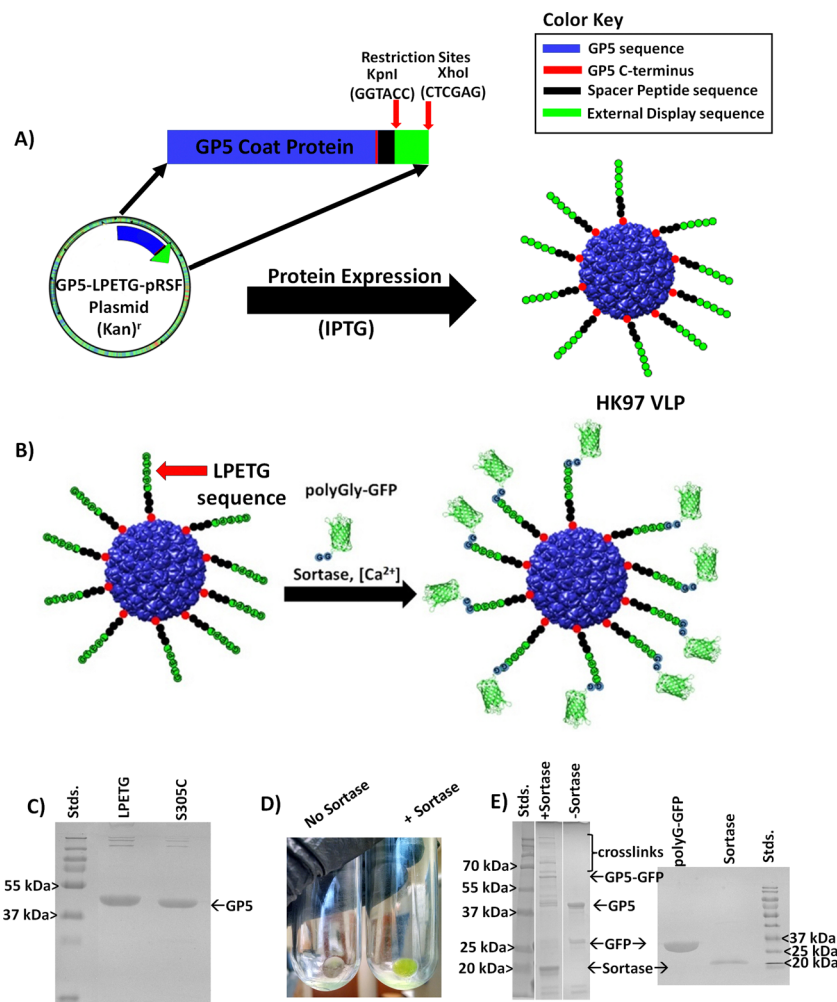 Color Key
GP5 sequence
GP5 C-terminus
Spacer Peptide sequence
External Display sequence
Restriction Sites
KpnI XhoI
(GGTACC) (CTCGAG)
A)
GP5 Coat Protein
GP5-LPETG-pRSF
Plasmid
(Kan)r
Protein Expression
(IPTG)
HK97 VLP
B)
LPETG
sequence
polyGly-GFP
GG
Sortase, [Ca2+]
C)
Stds.
LPETG
S305C
55 kDa>
37 kDa>
←GP5
D)
No Sortase
+ Sortase
E)
Stds.
+Sortase
-Sortase
70 kDa>
55 kDa>
37 kDa>
25 kDa>
20 kDa>
crosslinks
←GP5-GFP
←GP5
←GFP→
←Sortase→
polyG-GFP
Sortase
Stds.
<37 kDa
<25 kDa
<20 kDa